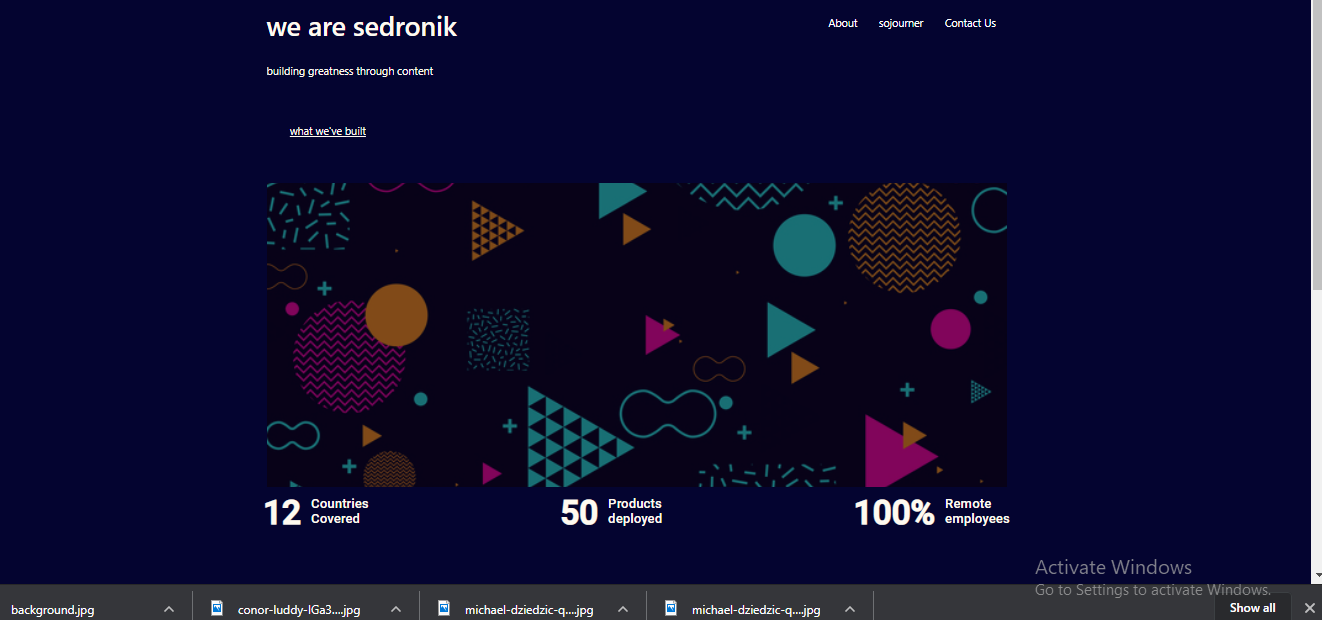 we are sedronik
About sojourner Contact Us
building greatness through content
what we've built
12 Countries Covered
50 Products deployed
100% Remote employees
Activate Windows
Go to Settings to activate Windows.
background.jpg
conor-luddy-IGa3....jpg
michael-dziedzic-q....jpg
michael-dziedzic-q....jpg
Show all